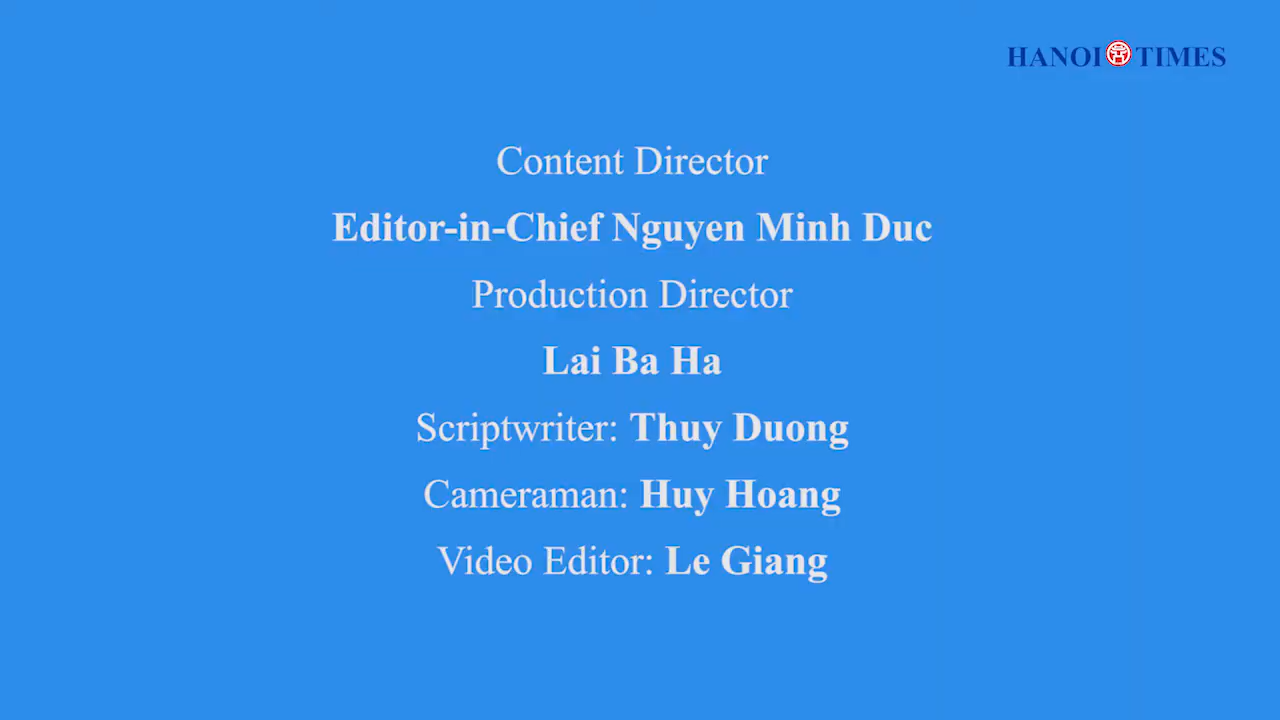 HANOI TIMES
Content Director
Editor-in-Chief Nguyen Minh Duc
Production Director
Lai Ba Ha
Scriptwriter: Thuy Duong
Cameraman: Huy Hoang
Video Editor: Le Giang